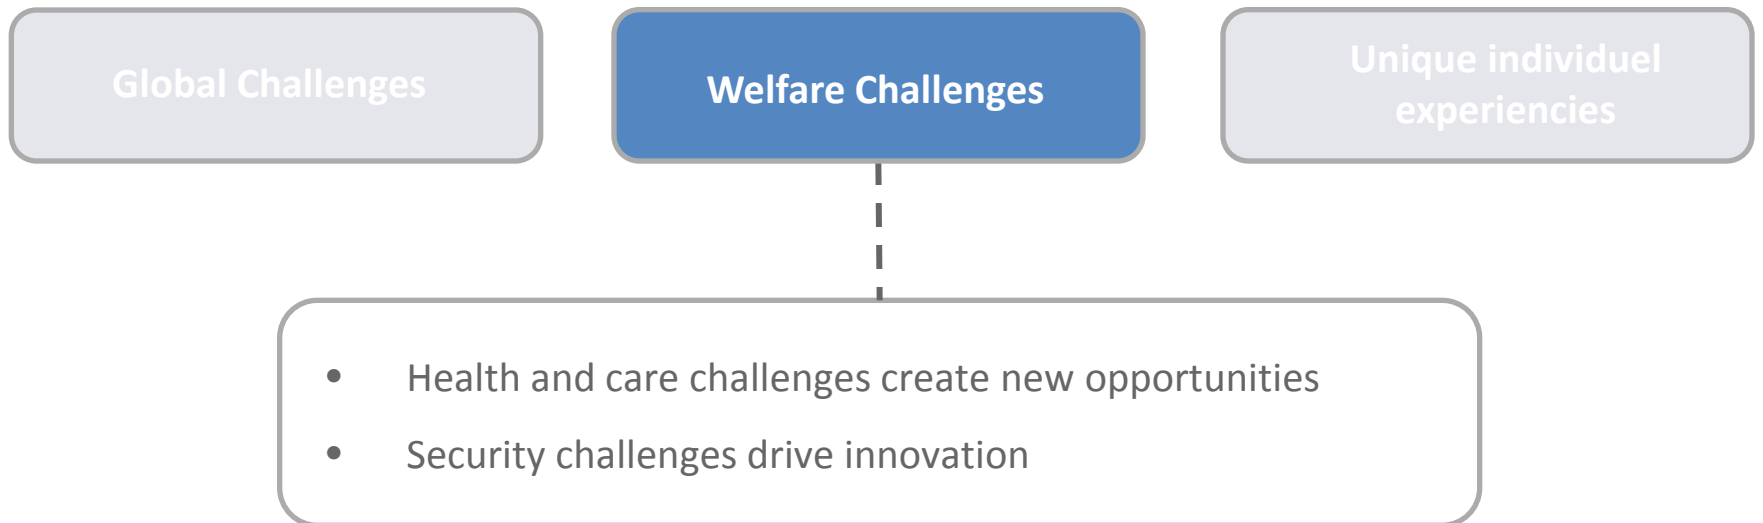 Global Challenges
Welfare Challenges
Unique individuel
experiencies
• Health and care challenges create new opportunities
• Security challenges drive innovation